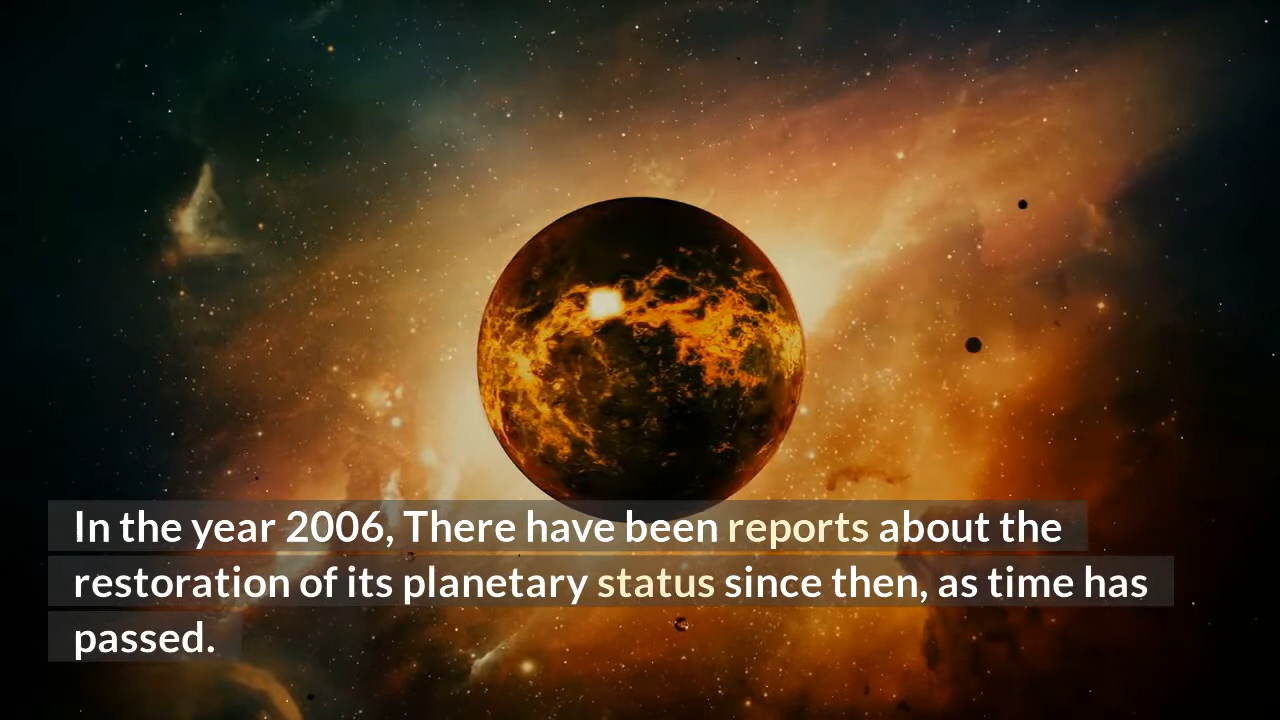 In the year 2006, There have been reports about the
restoration of its planetary status since then, as time has
passed.